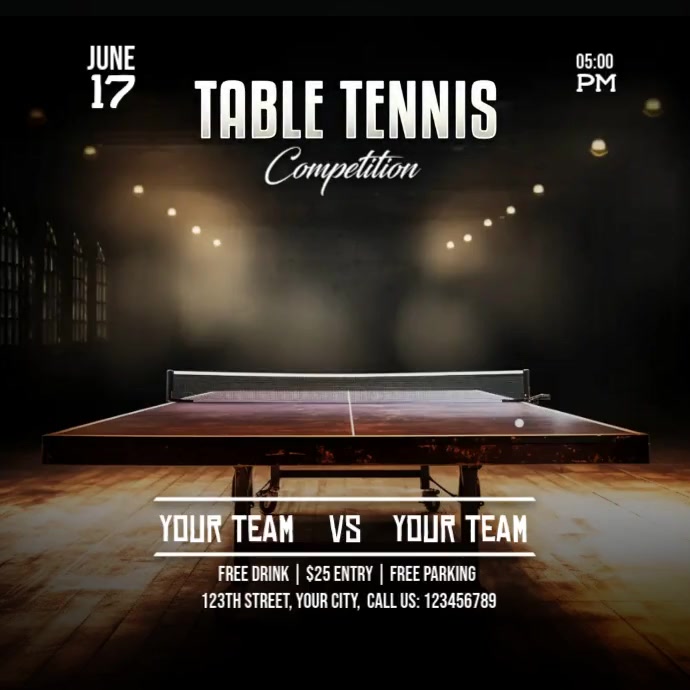 JUNE
17
05:00
PM
TABLE TENNIS
Competition
YOUR TEAM VS YOUR TEAM
FREE DRINK | $25 ENTRY | FREE PARKING
123TH STREET, YOUR CITY, CALL US: 123456789